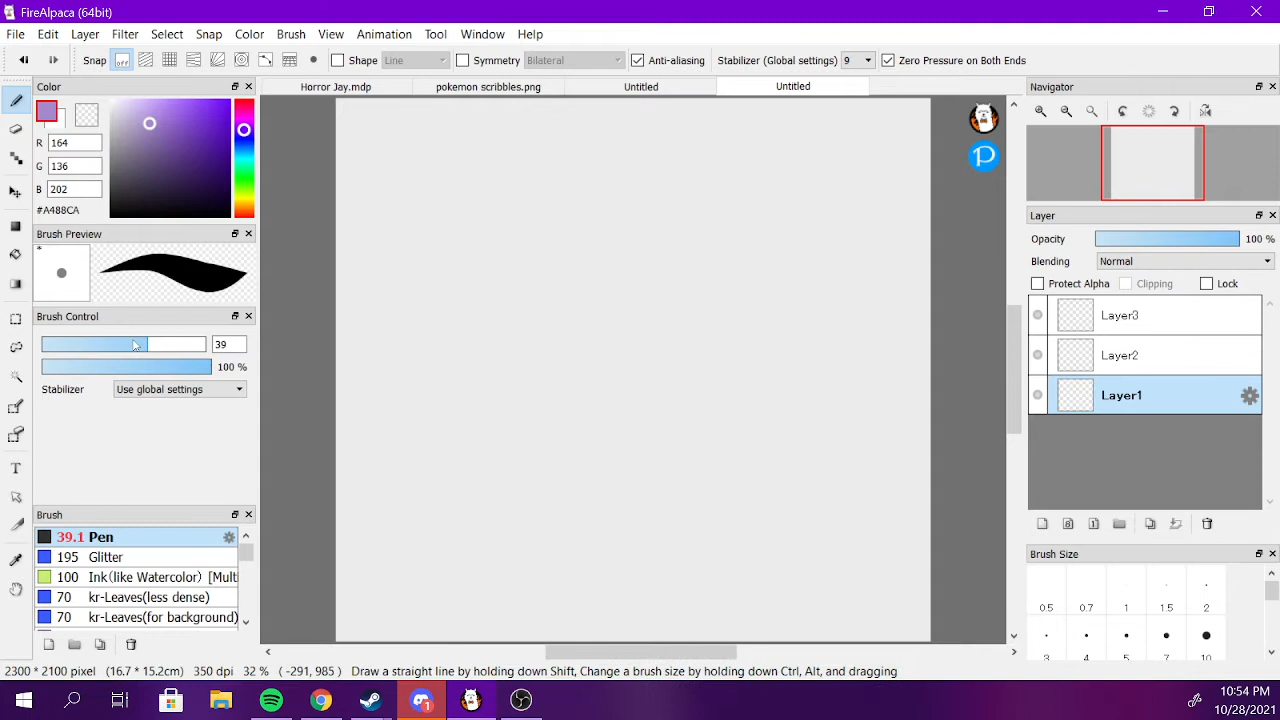 FireAlpaca (64bit)
File Edit Layer Filter Select Snap Color Brush View Animation Tool Window Help
Snap off Shape Line Symmetry Bilateral Anti-aliasing Stabilizer (Global settings) 9 Zero Pressure on Both Ends
Color
R 164
G 136
B 202
#A488CA
Brush Preview
*
Brush Control
39
100 %
Stabilizer Use global settings
Brush
39.1 Pen
195 Glitter
100 Ink(like Watercolor) [Mult
70 kr-Leaves(less dense)
70 kr-Leaves(for background)
Horror Jay.mdp pokemon scribbles.png Untitled Untitled
P
Navigator
Layer
Opacity 100 %
Blending Normal
Protect Alpha Clipping Lock
Layer3
Layer2
Layer1
8 1
Brush Size
0.5 0.7 1 1.5 2
3 4 5 7 10
T
2300 * 2100 pixel (16.7 * 15.2cm) 350 dpi 32 % ( -291, 985 ) Draw a straight line by holding down Shift, Change a brush size by holding down Ctrl, Alt, and dragging
1
10:54 PM
10/28/2021